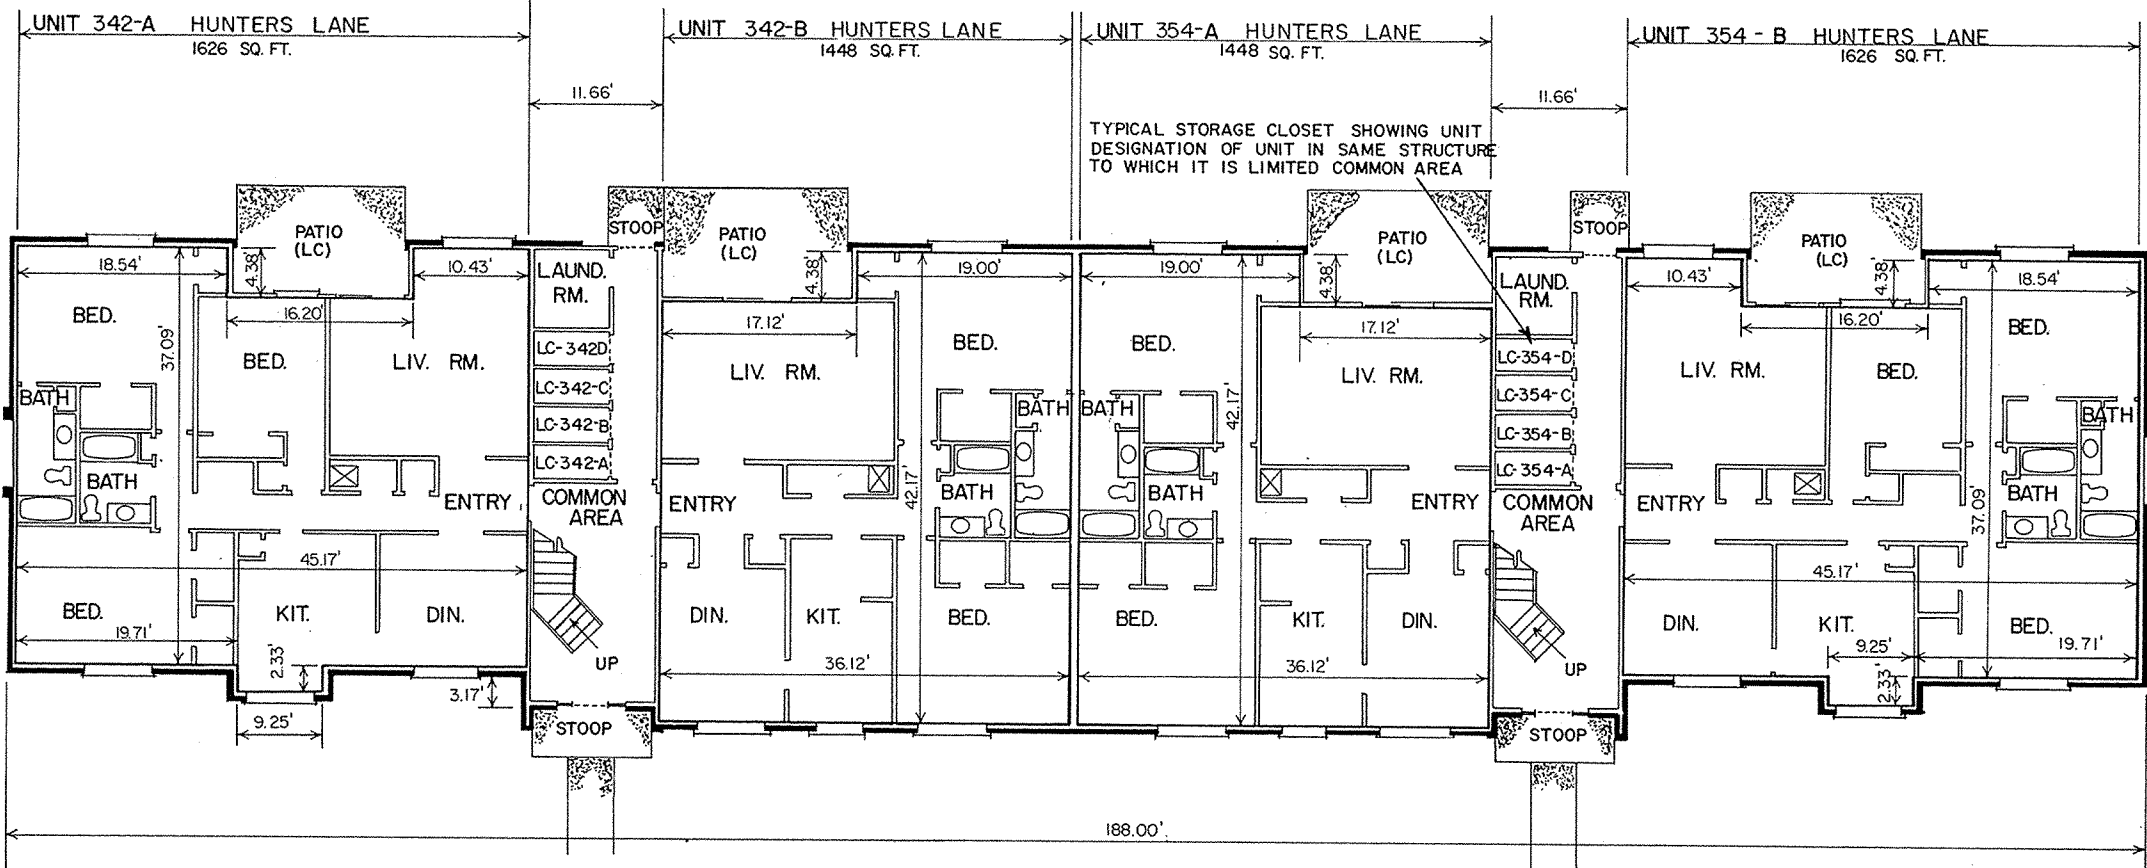 UNIT 342-A HUNTERS LANE
1626 SQ. FT.
UNIT 342-B HUNTERS LANE
1448 SQ. FT.
UNIT 354-A HUNTERS LANE
1448 SQ. FT.
UNIT 354-B HUNTERS LANE
1626 SQ. FT.
11.66'
11.66'
TYPICAL STORAGE CLOSET SHOWING UNIT
DESIGNATION OF UNIT IN SAME STRUCTURE
TO WHICH IT IS LIMITED COMMON AREA
PATIO
(LC)
STOOP
PATIO
(LC)
PATIO
(LC)
STOOP
PATIO
(LC)
18.54'
4.38'
10.43'
LAUND.
RM.
4.38'
19.00'
19.00'
4.38'
LAUND.
RM.
10.43'
4.38
18.54'
BED.
37.09'
16.20'
BED.
LIV. RM.
LC-342D
LC-342-C
LC-342-B
LC-342-A
17.12'
LIV. RM.
BED.
BED.
17.12'
LIV. RM.
LC-354-D
LC-354-C
LC-354-B
LC-354-A
16.20'
LIV. RM.
BED.
BED.
BATH
BATH
BATH
BATH
42.17'
BATH
BATH
42.17'
BATH
BATH
37.09'
ENTRY
COMMON
AREA
ENTRY
ENTRY
COMMON
AREA
ENTRY
45.17'
45.17'
BED.
KIT.
DIN.
DIN.
KIT.
BED.
BED.
KIT.
DIN.
DIN.
KIT.
BED.
19.71'
2.33'
UP
36.12'
36.12'
UP
9.25'
2.33'
19.71'
9.25'
3.17'
STOOP
STOOP
188.00'